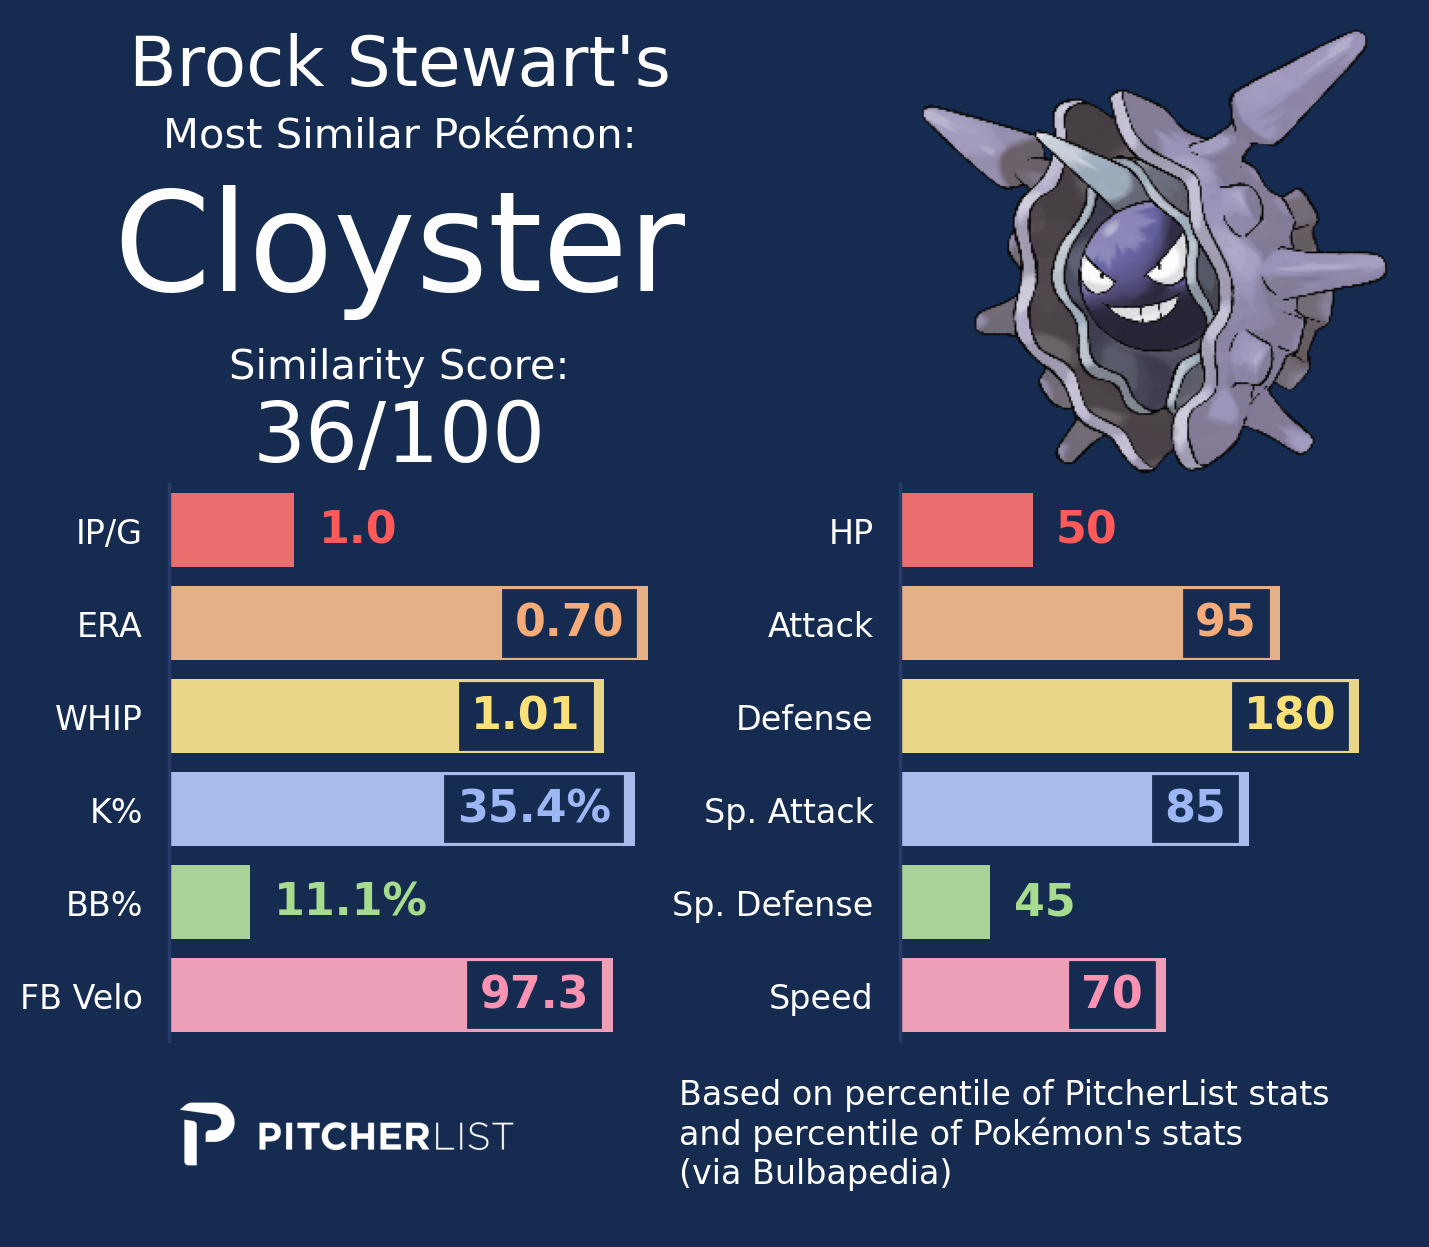 Brock Stewart's
Most Similar Pokémon:
Cloyster
Similarity Score:
36/100
IP/G 1.0
ERA 0.70
WHIP 1.01
K% 35.4%
BB% 11.1%
FB Velo 97.3
HP 50
Attack 95
Defense 180
Sp. Attack 85
Sp. Defense 45
Speed 70
PITCHERLIST
Based on percentile of PitcherList stats
and percentile of Pokémon's stats
(via Bulbapedia)